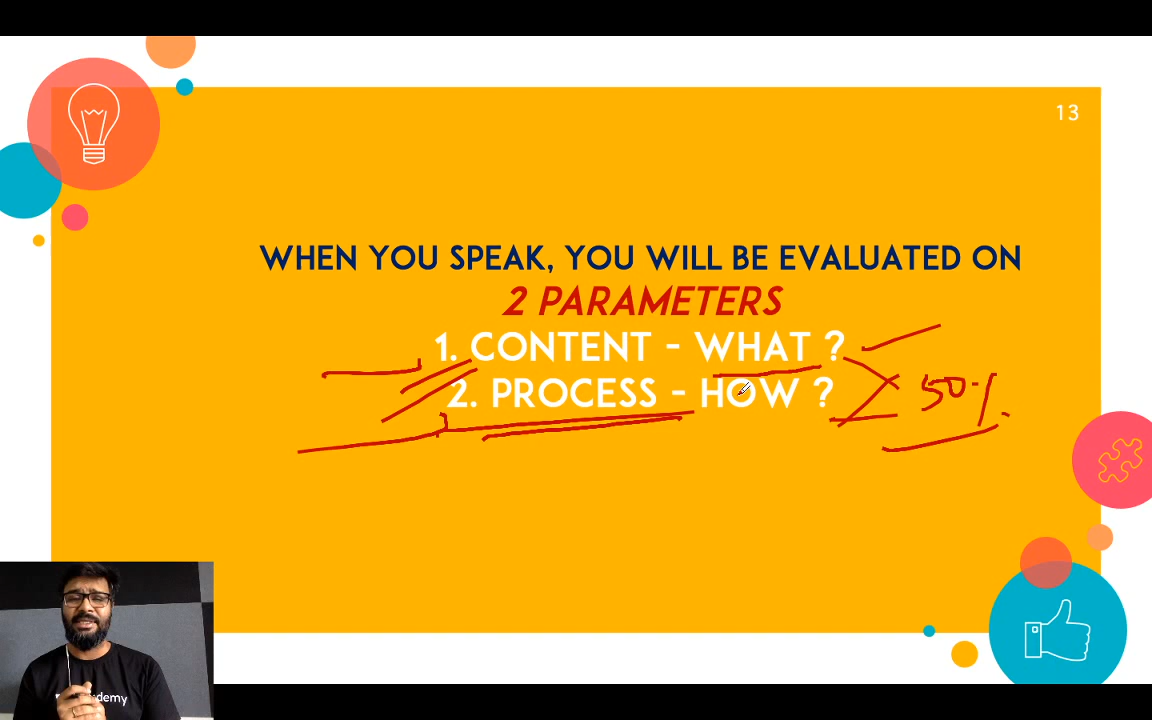 13
WHEN YOU SPEAK, YOU WILL BE EVALUATED ON
2 PARAMETERS
1. CONTENT - WHAT ?
2. PROCESS - HOW ?
50%